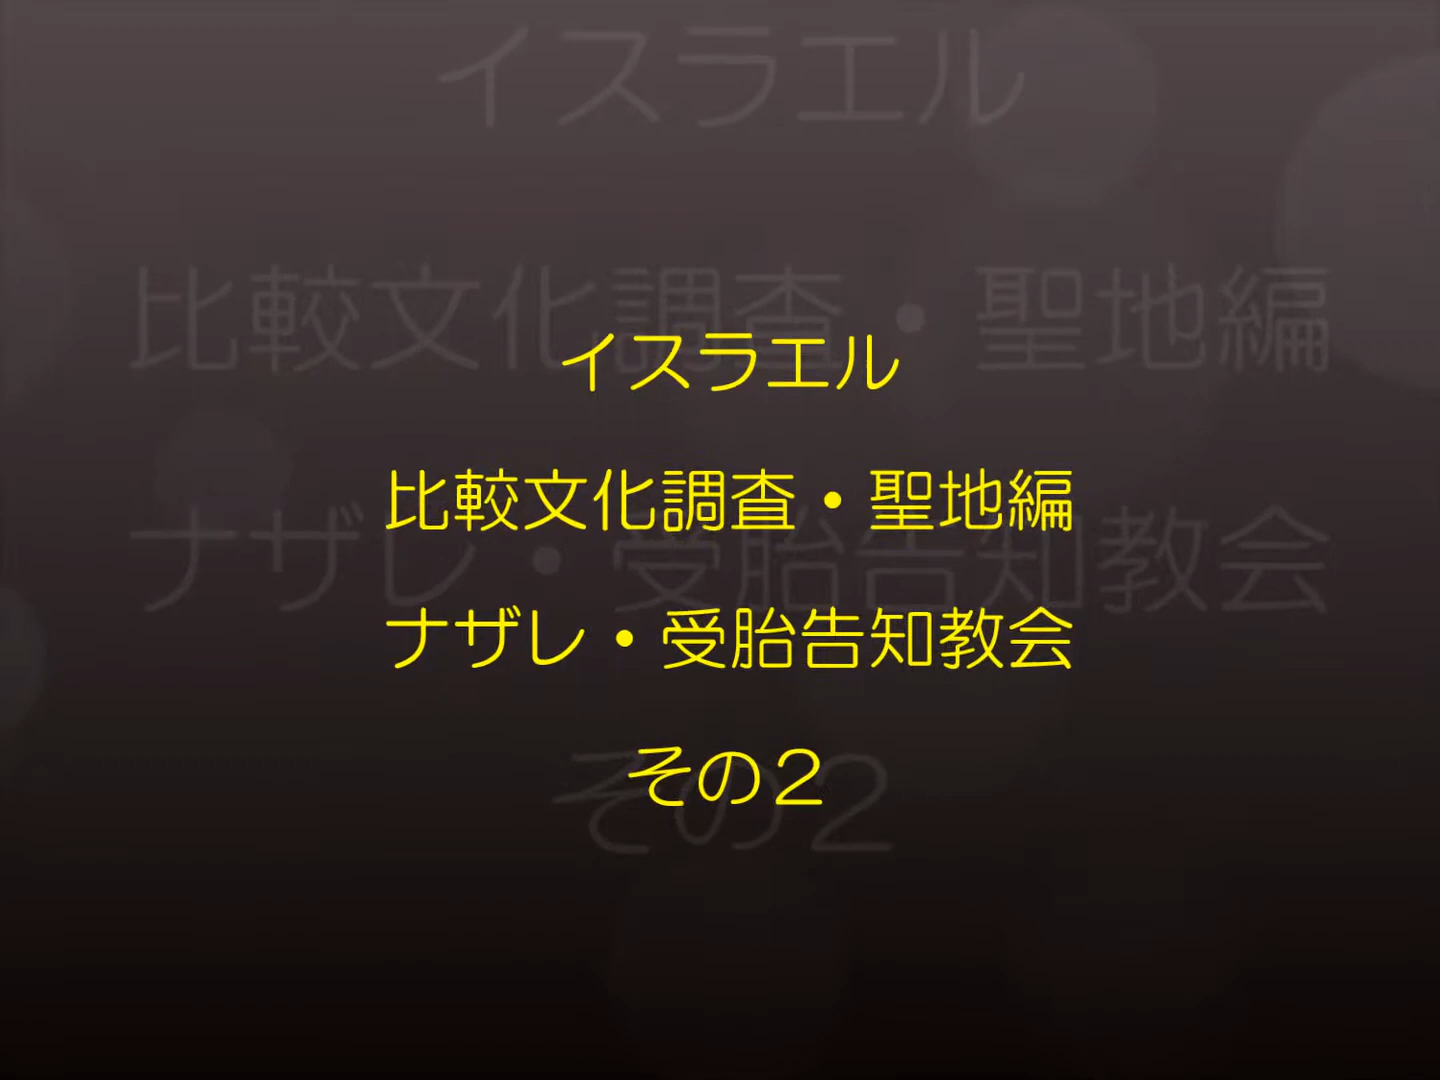 イスラエル
比較文化調査・聖地編
ナザレ・受胎告知教会
その２